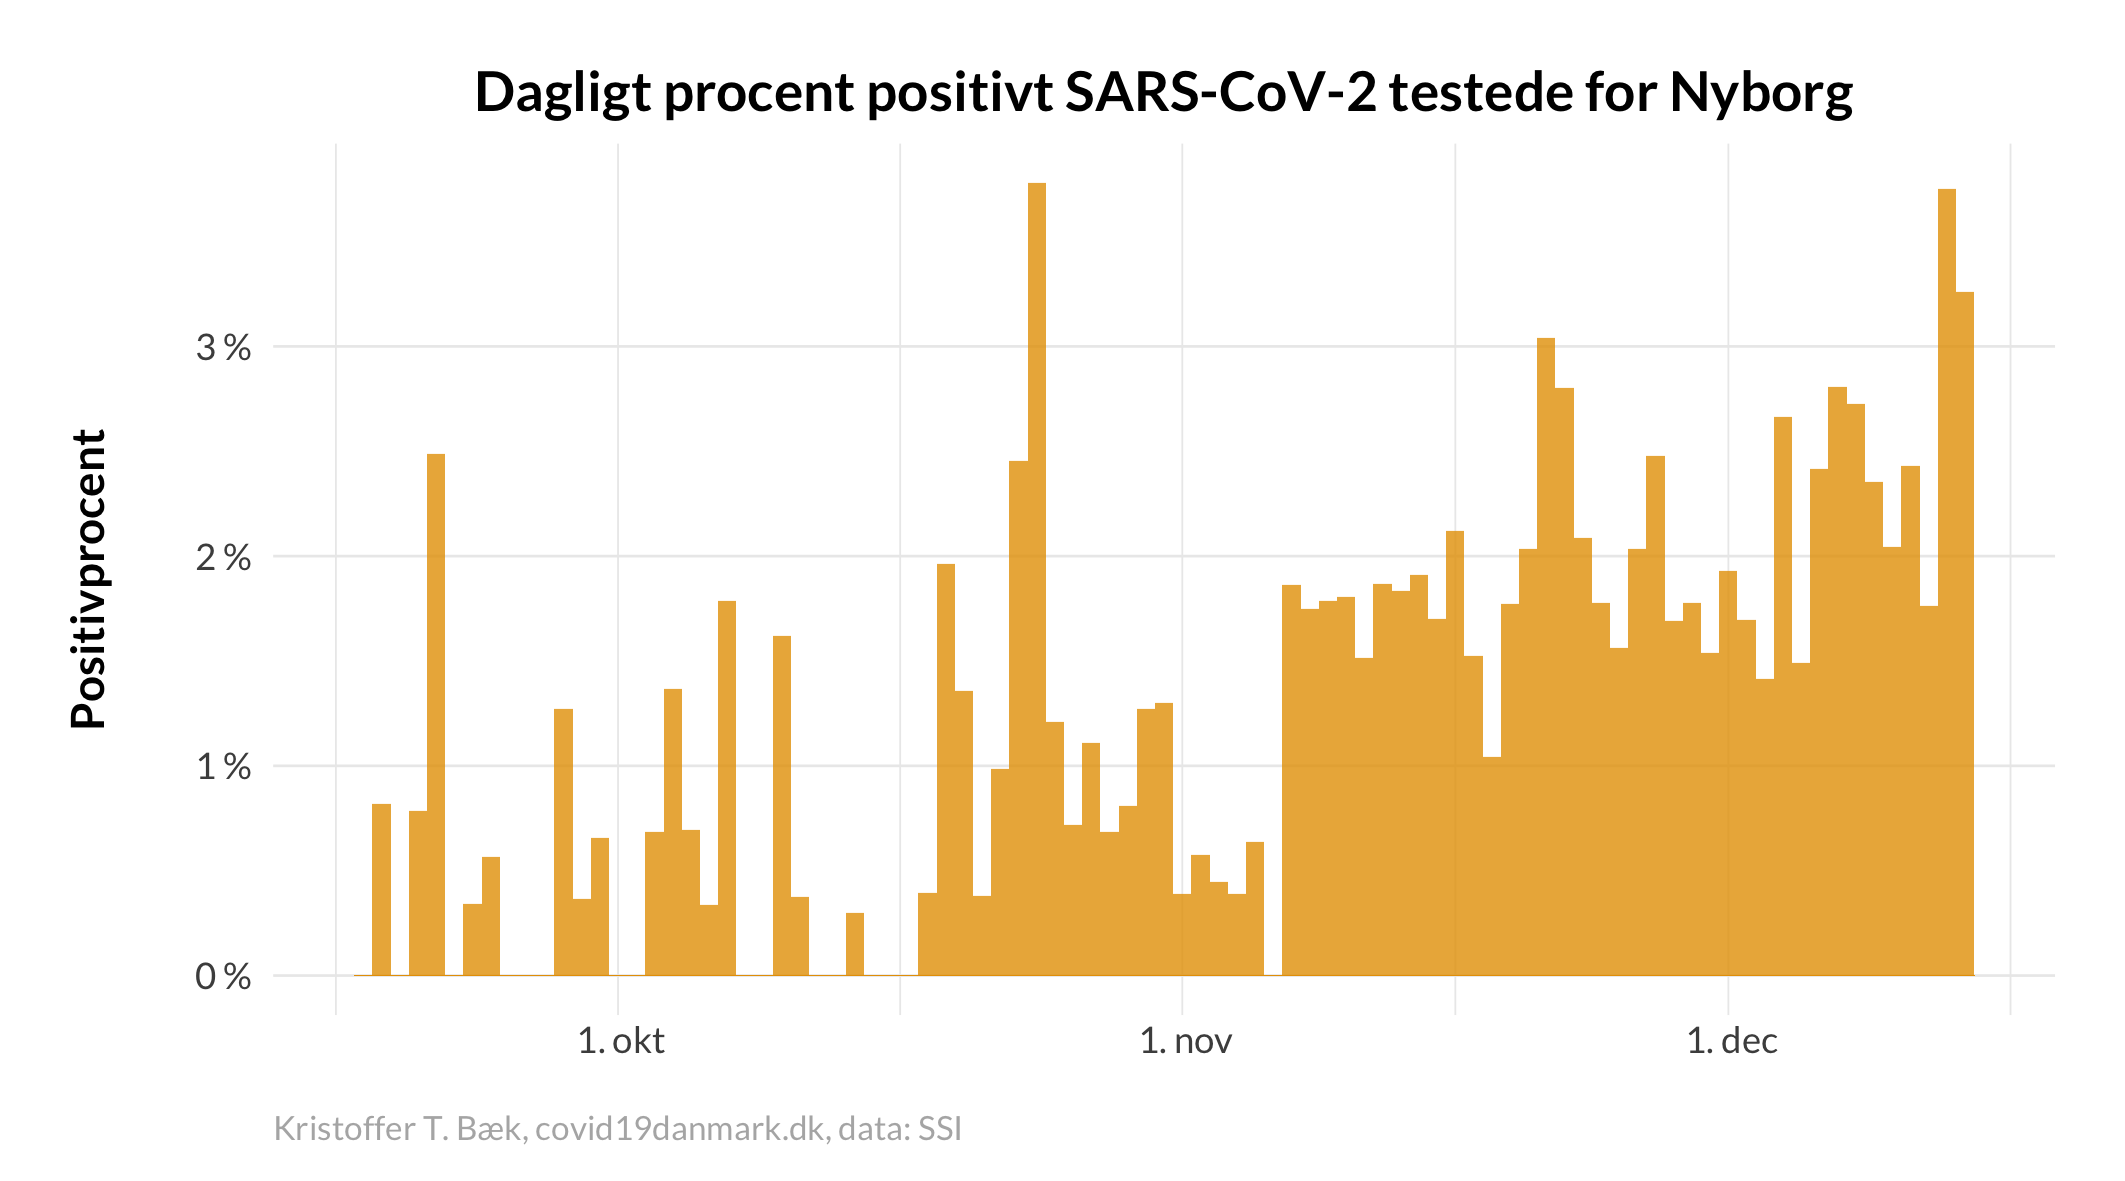 Dagligt procent positivt SARS-CoV-2 testede for Nyborg
Positivprocent
3 %
2 %
1 %
0 %
1. okt
1. nov
1. dec
Kristoffer T. Bæk, covid19danmark.dk, data: SSI